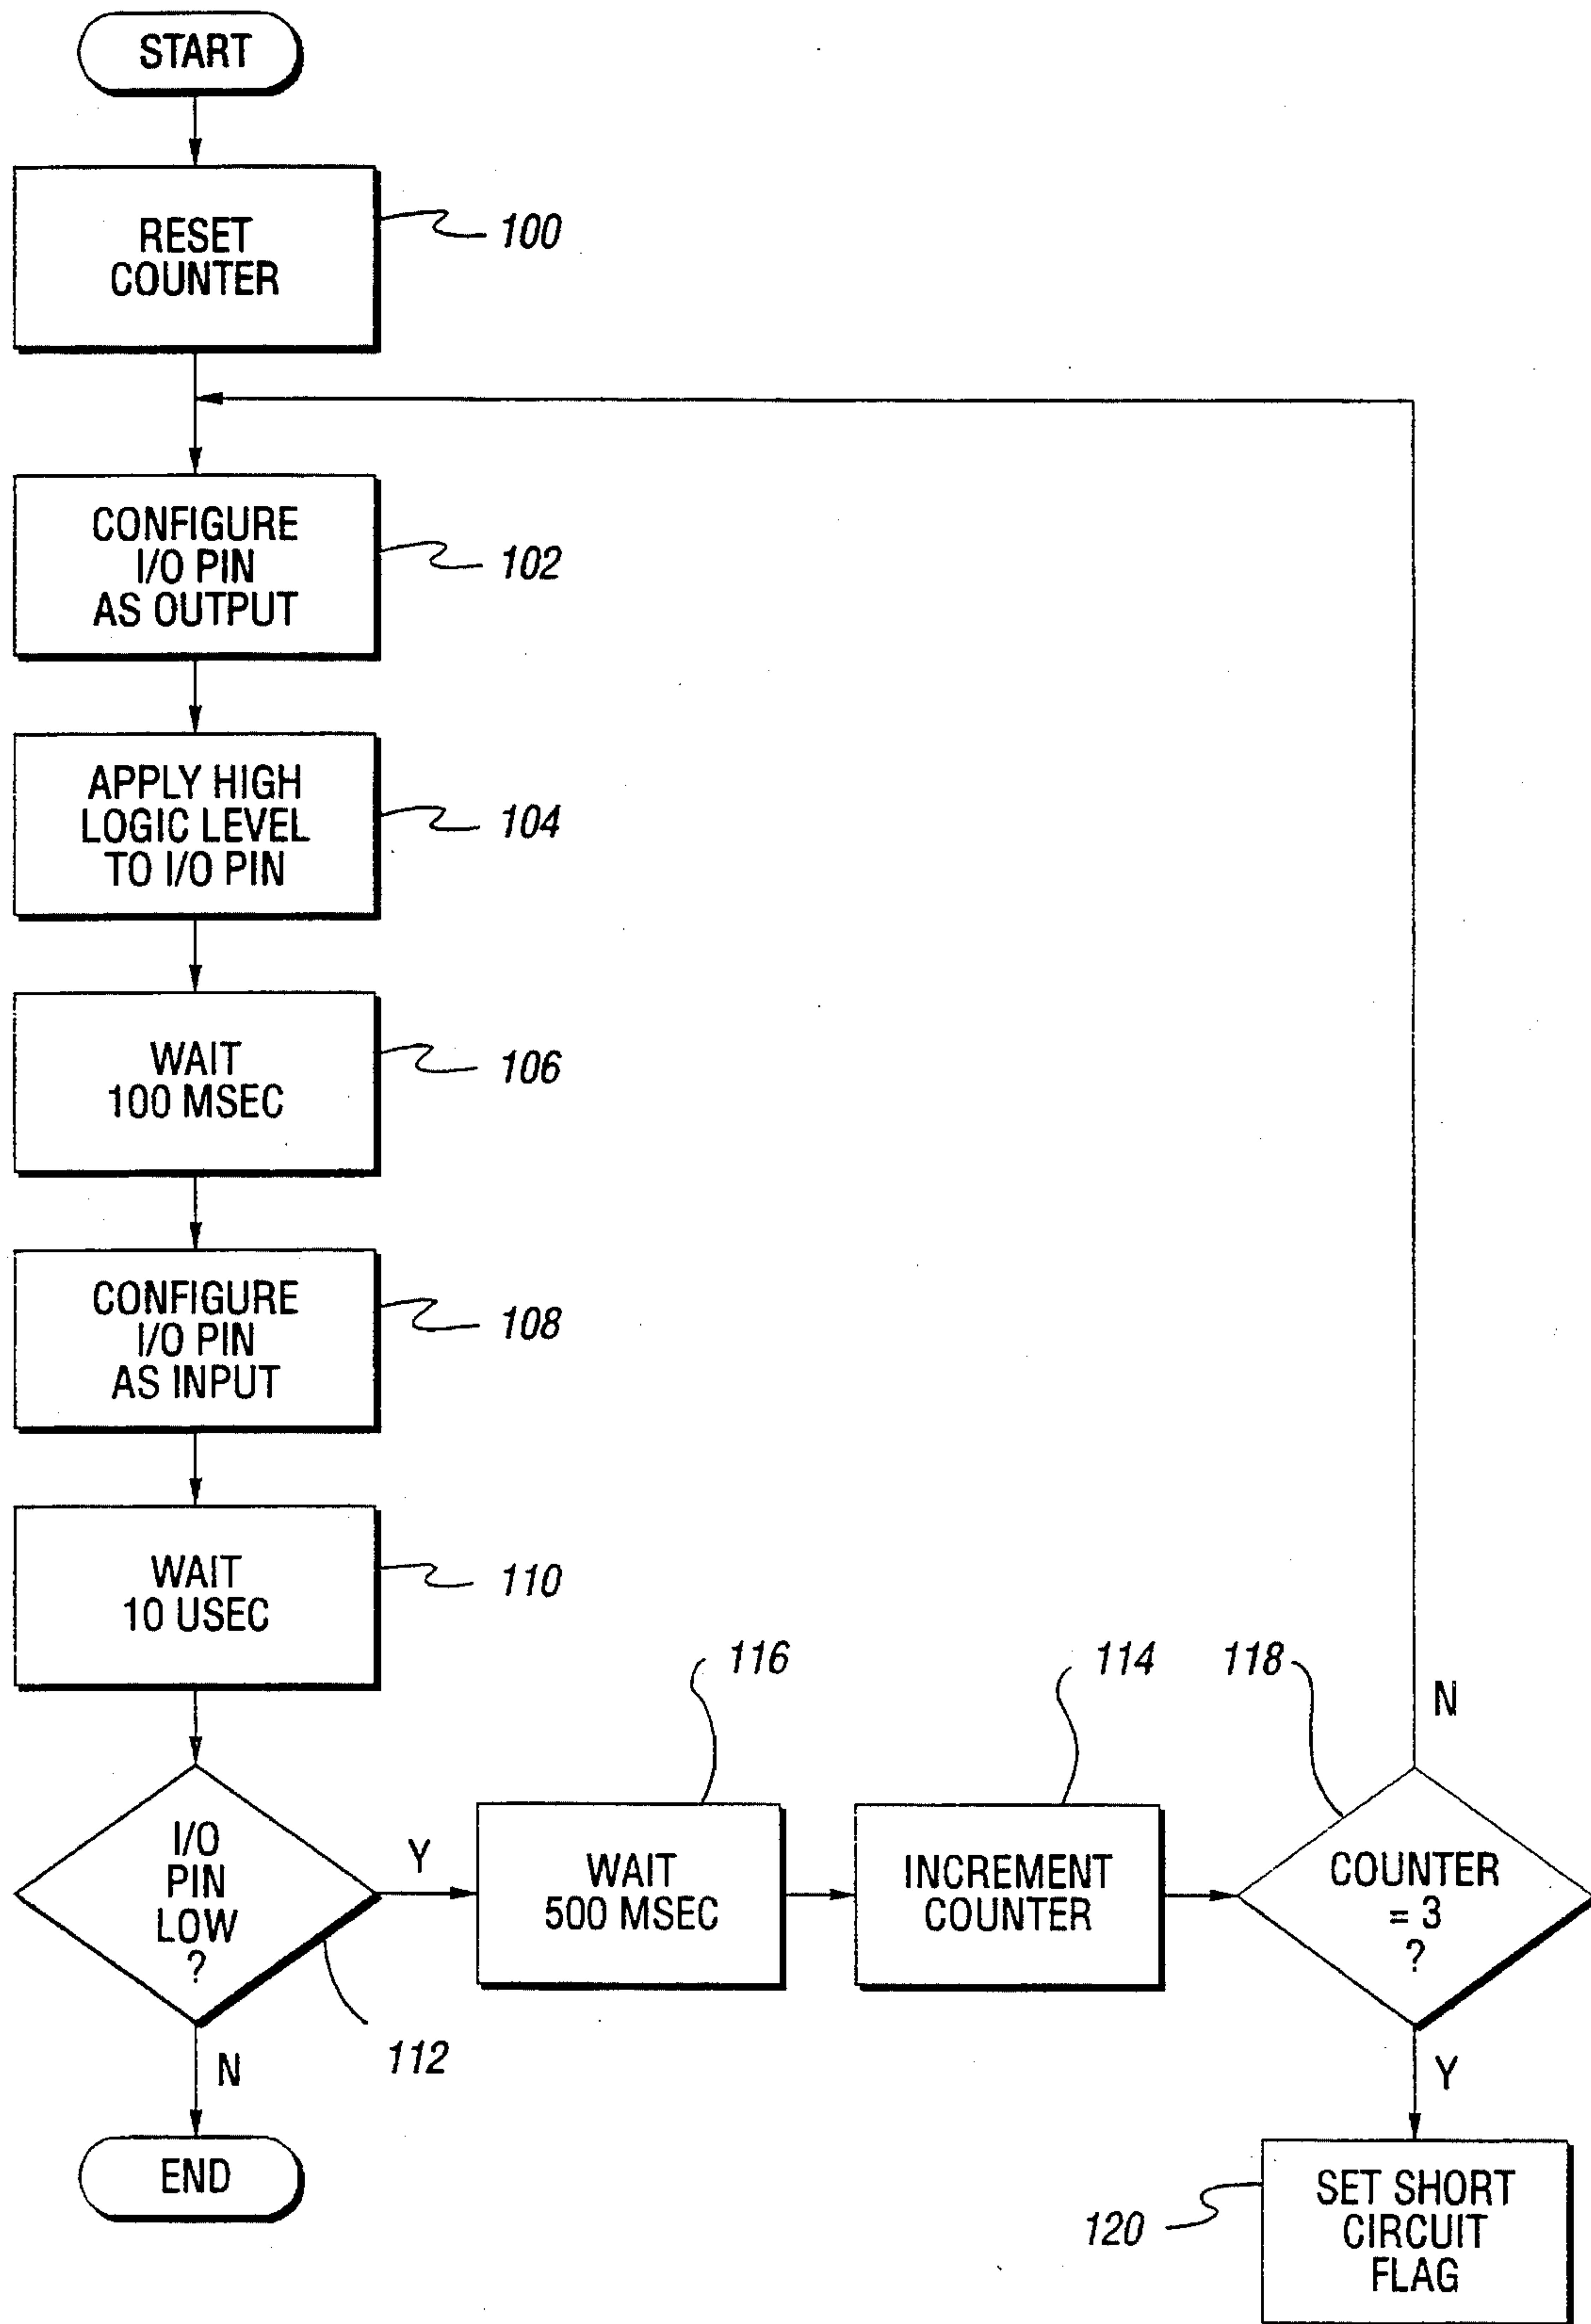 START
RESET
COUNTER
100
CONFIGURE
I/O PIN
AS OUTPUT
102
APPLY HIGH
LOGIC LEVEL
TO I/O PIN
104
WAIT
100 MSEC
106
CONFIGURE
I/O PIN
AS INPUT
108
WAIT
10 USEC
110
I/O
PIN
LOW
?
112
Y
N
END
116
WAIT
500 MSEC
114
INCREMENT
COUNTER
118
COUNTER
= 3
?
N
Y
120
SET SHORT
CIRCUIT
FLAG